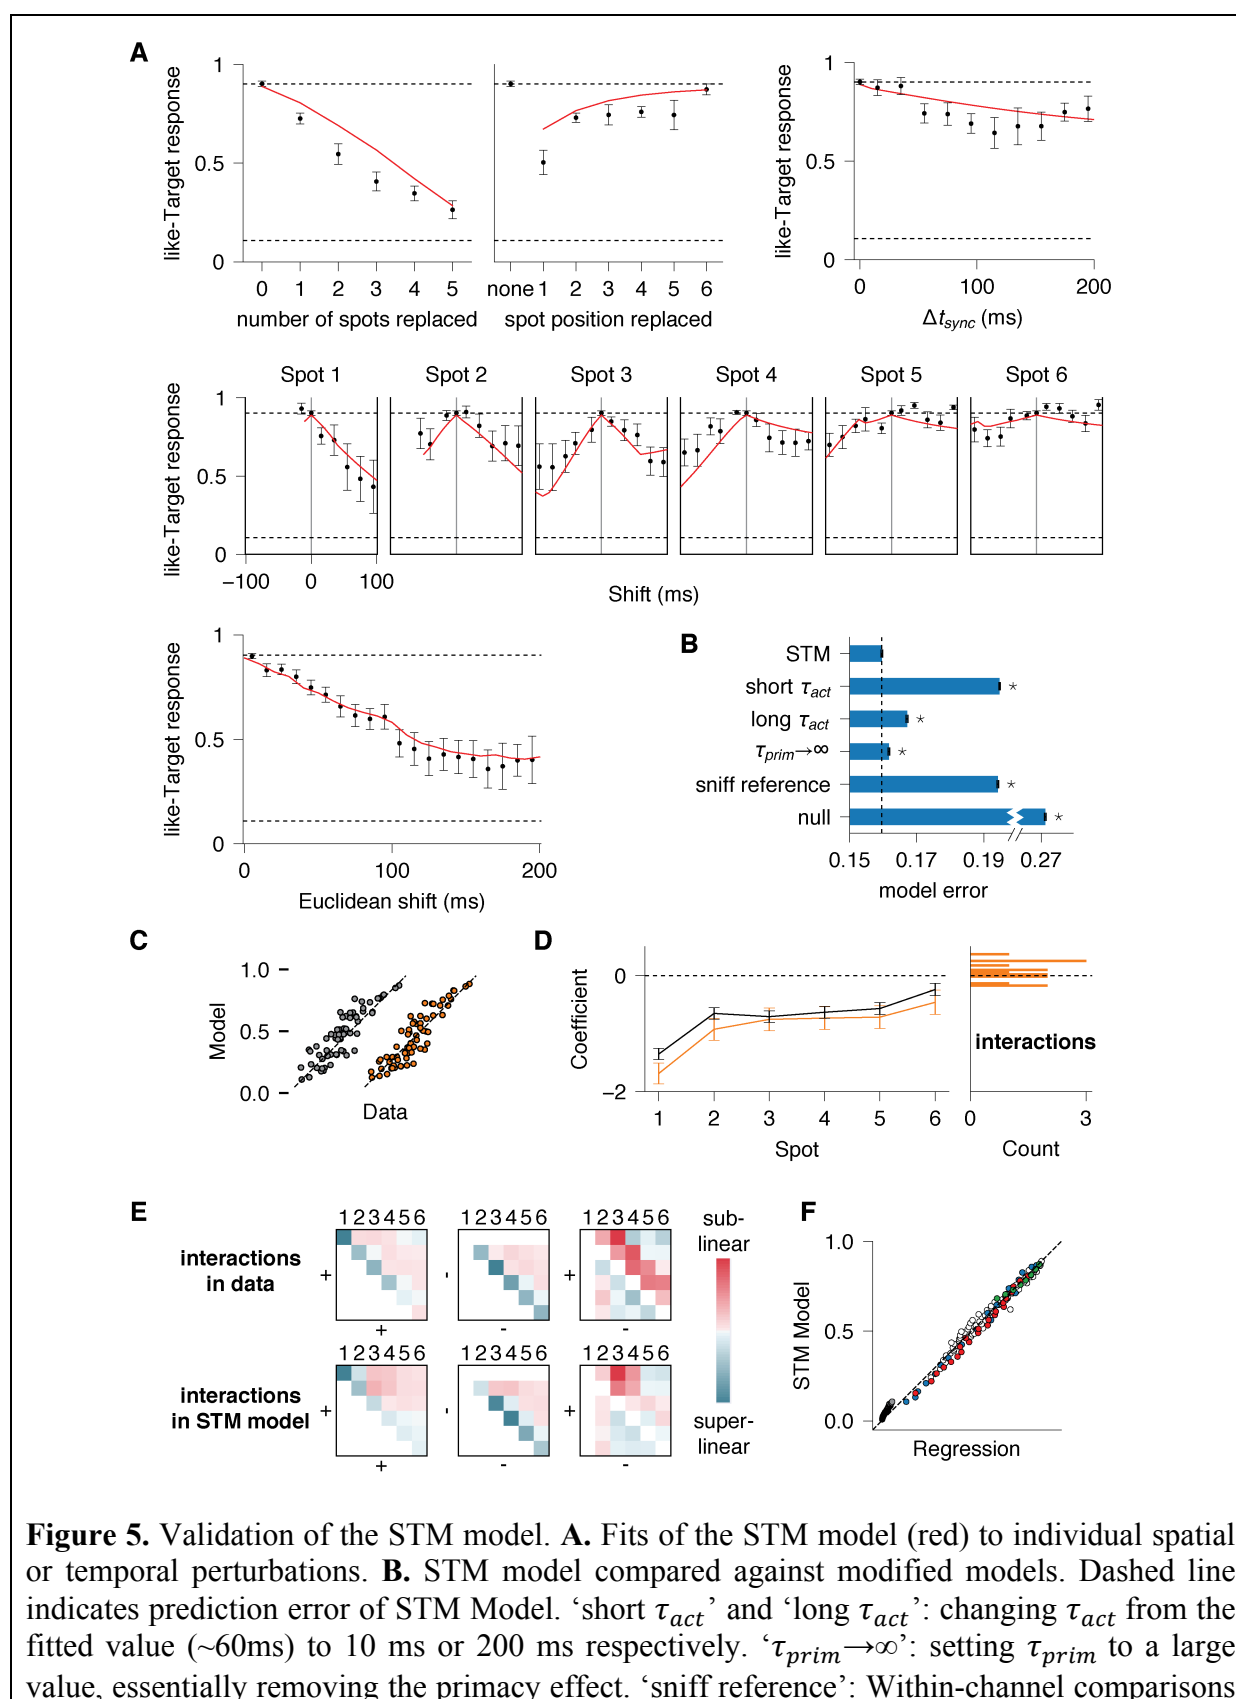 A
like-Target response
1
0.5
0
0 1 2 3 4 5
number of spots replaced
none 1 2 3 4 5 6
spot position replaced
like-Target response
1
0.5
0
0 100 200
Δt_sync (ms)
like-Target response
1
0.5
0
Spot 1 Spot 2 Spot 3 Spot 4 Spot 5 Spot 6
−100 0 100
Shift (ms)
like-Target response
1
0.5
0
0 100 200
Euclidean shift (ms)
B
STM
short τ_act *
long τ_act *
τ_prim→∞ *
sniff reference *
null *
0.15 0.17 0.19 0.27
model error
C
Model
1.0
0.5
0.0
Data
D
Coefficient
0
−2
1 2 3 4 5 6
Spot
interactions
0 3
Count
E
123456 123456 123456
interactions
in data
+ - +
+ - -
123456 123456 123456
interactions
in STM model
+ - +
+ - -
sub-
linear
super-
linear
F
STM Model
1.0
0.5
0.0
Regression
Figure 5. Validation of the STM model. A. Fits of the STM model (red) to individual spatial
or temporal perturbations. B. STM model compared against modified models. Dashed line
indicates prediction error of STM Model. ‘short τ_act’ and ‘long τ_act’: changing τ_act from the
fitted value (~60ms) to 10 ms or 200 ms respectively. ‘τ_prim→∞’: setting τ_prim to a large
value, essentially removing the primacy effect. ‘sniff reference’: Within-channel comparisons